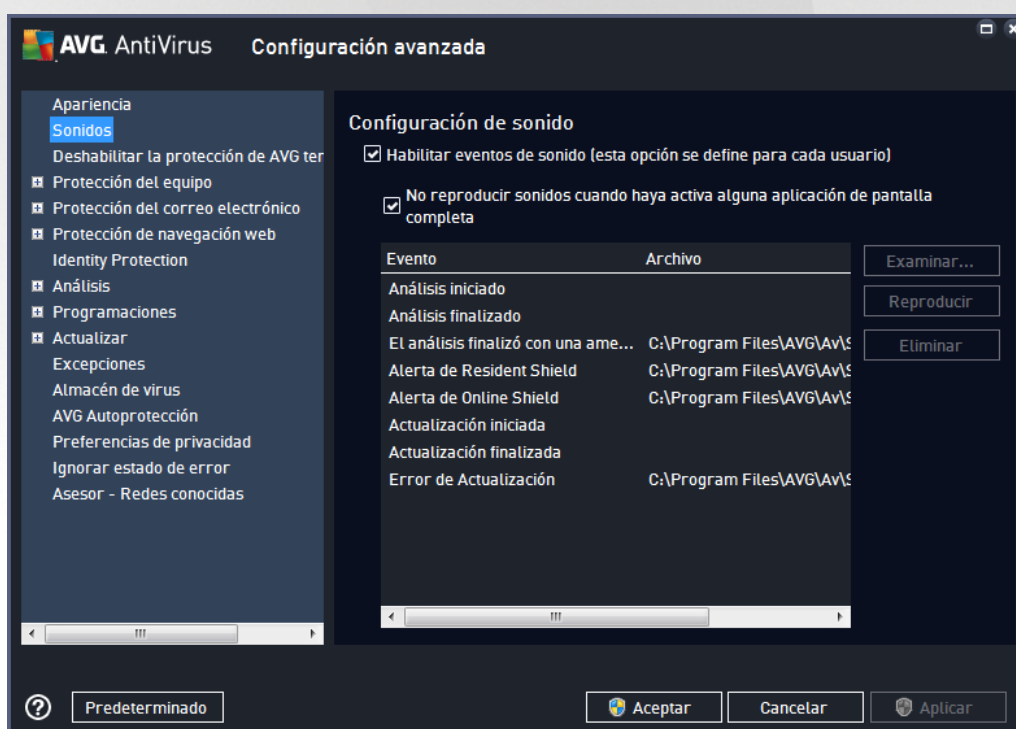 AVG. AntiVirus Configuración avanzada
Apariencia
Sonidos
Deshabilitar la protección de AVG ter
Protección del equipo
Protección del correo electrónico
Protección de navegación web
Identity Protection
Análisis
Programaciones
Actualizar
Excepciones
Almacén de virus
AVG Autoprotección
Preferencias de privacidad
Ignorar estado de error
Asesor - Redes conocidas
Configuración de sonido
Habilitar eventos de sonido (esta opción se define para cada usuario)
No reproducir sonidos cuando haya activa alguna aplicación de pantalla
completa
Evento Archivo
Análisis iniciado
Análisis finalizado
El análisis finalizó con una ame... C:\Program Files\AVG\Av\S
Alerta de Resident Shield C:\Program Files\AVG\Av\S
Alerta de Online Shield C:\Program Files\AVG\Av\S
Actualización iniciada
Actualización finalizada
Error de Actualización C:\Program Files\AVG\Av\S
Examinar...
Reproducir
Eliminar
Predeterminado
Aceptar
Cancelar
Aplicar